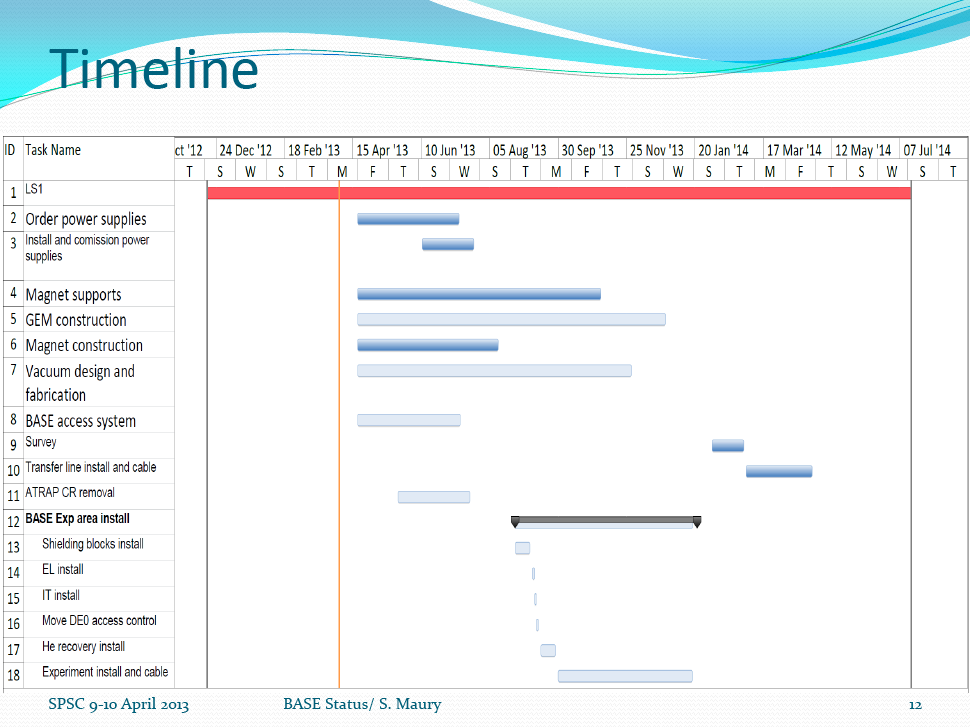 Timeline
ID Task Name ct '12 24 Dec '12 18 Feb '13 15 Apr '13 10 Jun '13 05 Aug '13 30 Sep '13 25 Nov '13 20 Jan '14 17 Mar '14 12 May '14 07 Jul '14
T S W S T M F T S W S T M F T S W S T M F T S W S T
1 LS1
2 Order power supplies
3 Install and comission power
supplies
4 Magnet supports
5 GEM construction
6 Magnet construction
7 Vacuum design and
fabrication
8 BASE access system
9 Survey
10 Transfer line install and cable
11 ATRAP CR removal
12 BASE Exp area install
13 Shielding blocks install
14 EL install
15 IT install
16 Move DE0 access control
17 He recovery install
18 Experiment install and cable
SPSC 9-10 April 2013 BASE Status/ S. Maury 12